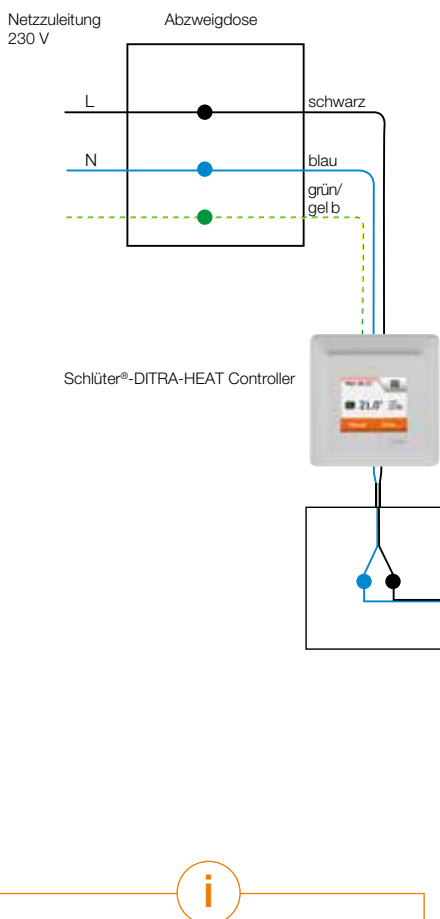 Netzzuleitung
230 V
Abzweigdose
L
schwarz
N
blau
grün/
gelb
Schlüter®-DITRA-HEAT Controller
21.0°
i